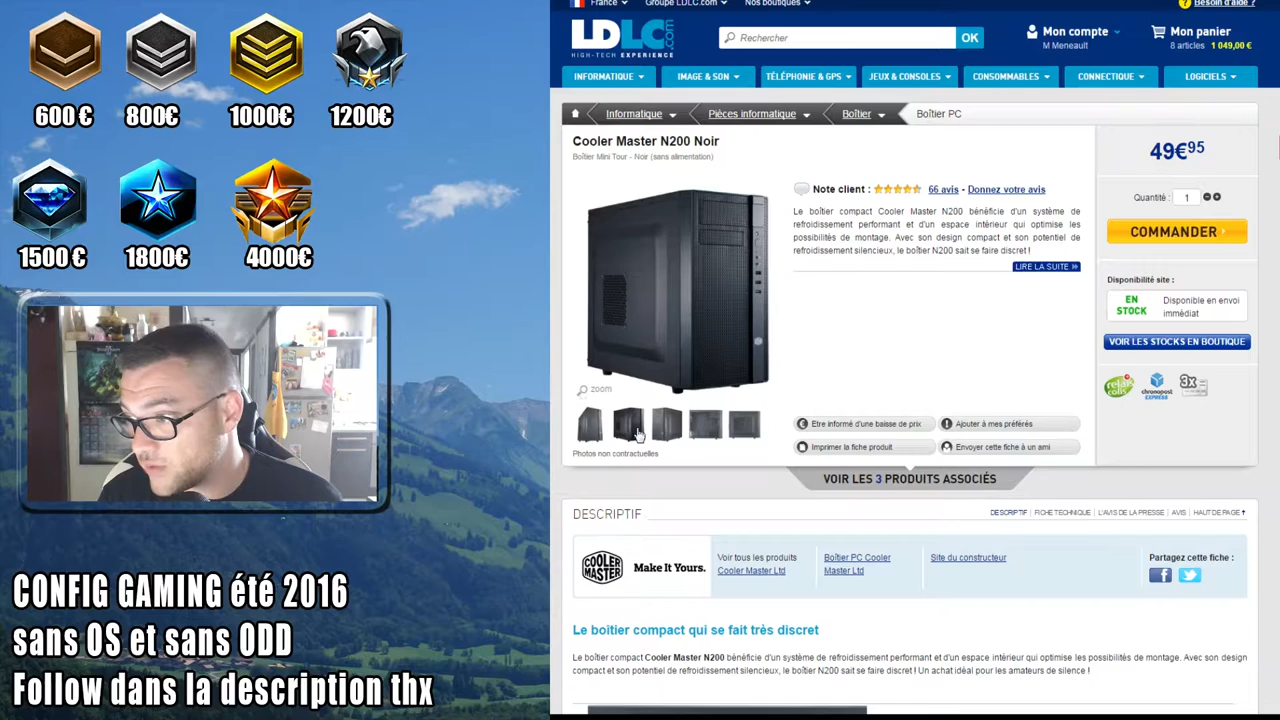 600€ 800€ 1000€ 1200€
1500€ 1800€ 4000€
CONFIG GAMING été 2016
sans OS et sans ODD
Follow dans la description thx
France Groupe LDLC.com Nos boutiques Besoin d'aide ?
LDLC.com
HIGH-TECH EXPERIENCE
Rechercher OK
Mon compte
M Meneault
Mon panier
8 articles 1 049,00 €
INFORMATIQUE IMAGE & SON TÉLÉPHONIE & GPS JEUX & CONSOLES CONSOMMABLES CONNECTIQUE LOGICIELS
Informatique Pièces informatique Boîtier Boîtier PC
Cooler Master N200 Noir
Boîtier Mini Tour - Noir (sans alimentation)
Note client : 66 avis - Donnez votre avis
Le boîtier compact Cooler Master N200 bénéficie d'un système de
refroidissement performant et d'un espace intérieur qui optimise les
possibilités de montage. Avec son design compact et son potentiel de
refroidissement silencieux, le boîtier N200 sait se faire discret !
LIRE LA SUITE »
zoom
Photos non contractuelles
Etre informé d'une baisse de prix Ajouter à mes préférés
Imprimer la fiche produit Envoyer cette fiche à un ami
49€95
Quantité : 1
COMMANDER
Disponibilité site :
EN STOCK
Disponible en envoi
immédiat
VOIR LES STOCKS EN BOUTIQUE
relais colis chronopost EXPRESS 3x
VOIR LES 3 PRODUITS ASSOCIÉS
DESCRIPTIF
DESCRIPTIF FICHE TECHNIQUE L'AVIS DE LA PRESSE AVIS HAUT DE PAGE
COOLER MASTER Make It Yours.
Voir tous les produits
Cooler Master Ltd
Boîtier PC Cooler
Master Ltd
Site du constructeur
Partagez cette fiche :
Le boîtier compact qui se fait très discret
Le boîtier compact Cooler Master N200 bénéficie d'un système de refroidissement performant et d'un espace intérieur qui optimise les possibilités de montage. Avec son design
compact et son potentiel de refroidissement silencieux, le boîtier N200 sait se faire discret ! Un achat idéal pour les amateurs de silence !